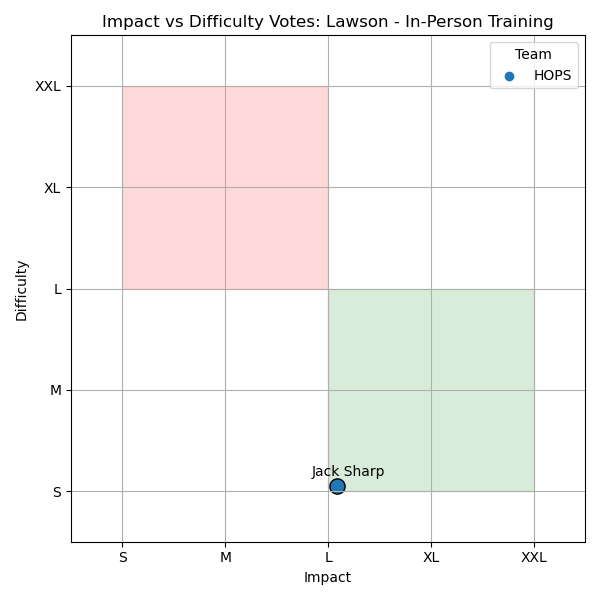 Impact vs Difficulty Votes: Lawson - In-Person Training
Team
HOPS
XXL
XL
L
M
S
Difficulty
Jack Sharp
S
M
L
XL
XXL
Impact